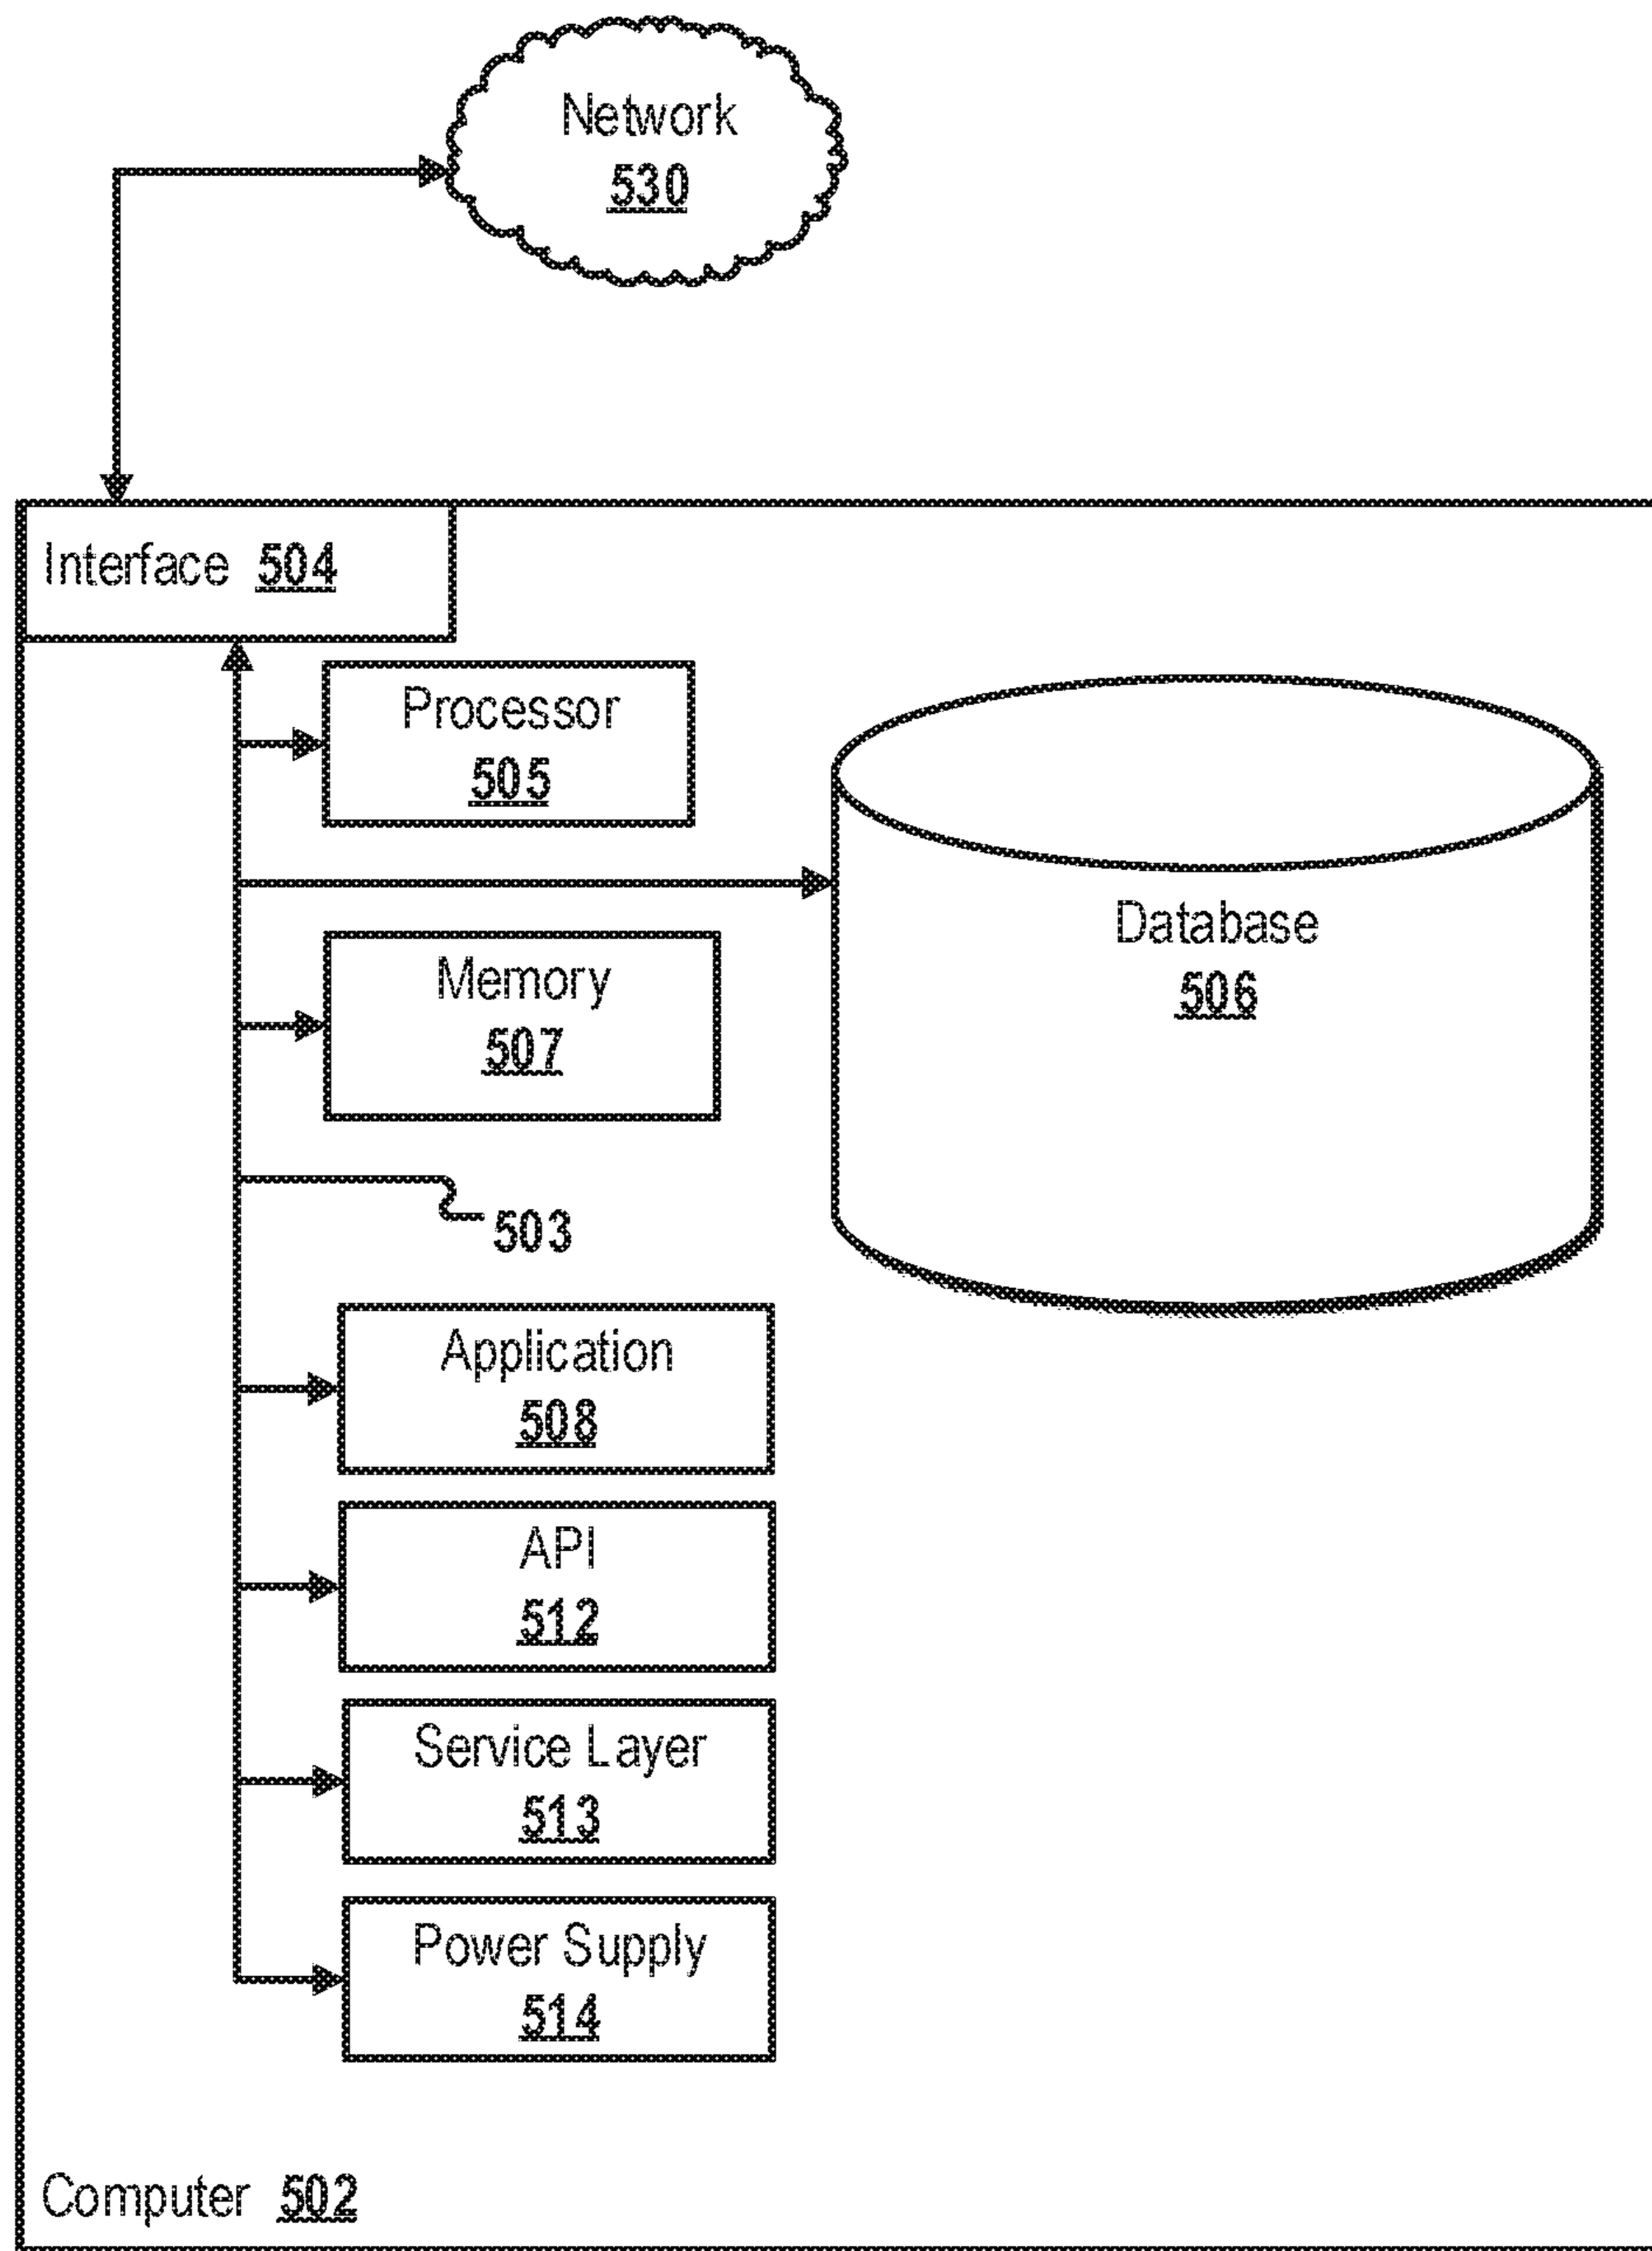 Network
530
Interface 504
Processor
505
Database
506
Memory
507
503
Application
508
API
512
Service Layer
513
Power Supply
514
Computer 502